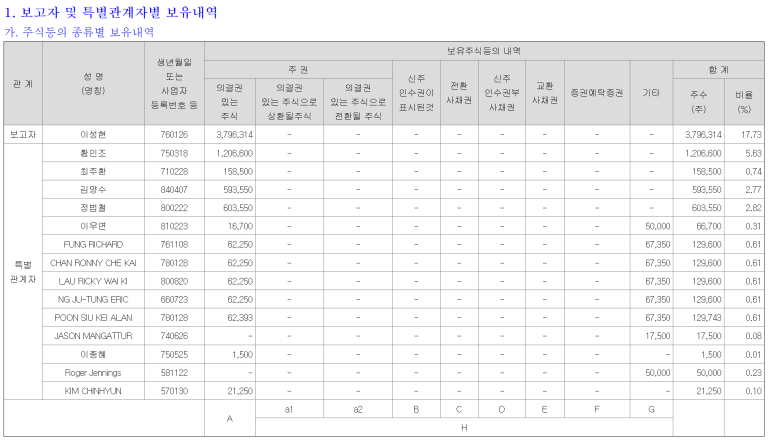 1. 보고자 및 특별관계자별 보유내역
가. 주식등의 종류별 보유내역
관 계 성 명 (명칭) 생년월일 또는 사업자 등록번호 등 보유주식등의 내역
주 권 신주 인수권이 표시된것 전환 사채권 신주 인수권부 사채권 교환 사채권 증권예탁증권 기타 합 계
의결권 있는 주식 의결권 있는 주식으로 상환될주식 의결권 있는 주식으로 전환될 주식 주수 (주) 비율 (%)
보고자 이성현 760126 3,796,314 - - - - - - - - 3,796,314 17.73
특별 관계자 황민조 750318 1,206,600 - - - - - - - - 1,206,600 5.63
최주환 710228 158,500 - - - - - - - - 158,500 0.74
김명수 840407 593,550 - - - - - - - - 593,550 2.77
정법철 800222 603,550 - - - - - - - - 603,550 2.82
이우연 810223 16,700 - - - - - - - 50,000 66,700 0.31
FUNG RICHARD 761108 62,250 - - - - - - - 67,350 129,600 0.61
CHAN RONNY CHE KAI 780128 62,250 - - - - - - - 67,350 129,600 0.61
LAU RICKY WAI KI 800820 62,250 - - - - - - - 67,350 129,600 0.61
NG JU-TUNG ERIC 660723 62,250 - - - - - - - 67,350 129,600 0.61
POON SIU KEI ALAN 780128 62,393 - - - - - - - 67,350 129,743 0.61
JASON MANGATTUR 740626 - - - - - - - - 17,500 17,500 0.08
이종혜 750525 1,500 - - - - - - - - 1,500 0.01
Roger Jennings 581122 - - - - - - - - 50,000 50,000 0.23
KIM CHINHYUN 570130 21,250 - - - - - - - - 21,250 0.10
A a1 a2 B C D E F G
H